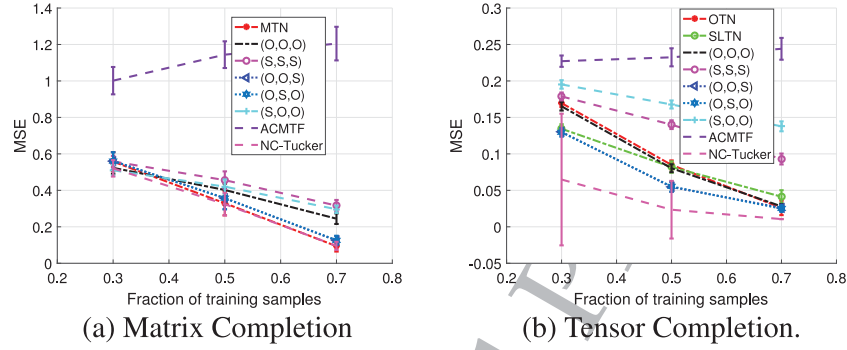 1.4
1.2
1
0.8
0.6
0.4
0.2
0
MSE
0.2 0.3 0.4 0.5 0.6 0.7 0.8
Fraction of training samples
MTN
(O,O,O)
(S,S,S)
(O,O,S)
(O,S,O)
(S,O,O)
ACMTF
NC-Tucker
(a) Matrix Completion
0.3
0.25
0.2
0.15
0.1
0.05
0
-0.05
MSE
0.2 0.3 0.4 0.5 0.6 0.7 0.8
Fraction of training samples
OTN
SLTN
(O,O,O)
(S,S,S)
(O,O,S)
(O,S,O)
(S,O,O)
ACMTF
NC-Tucker
(b) Tensor Completion.